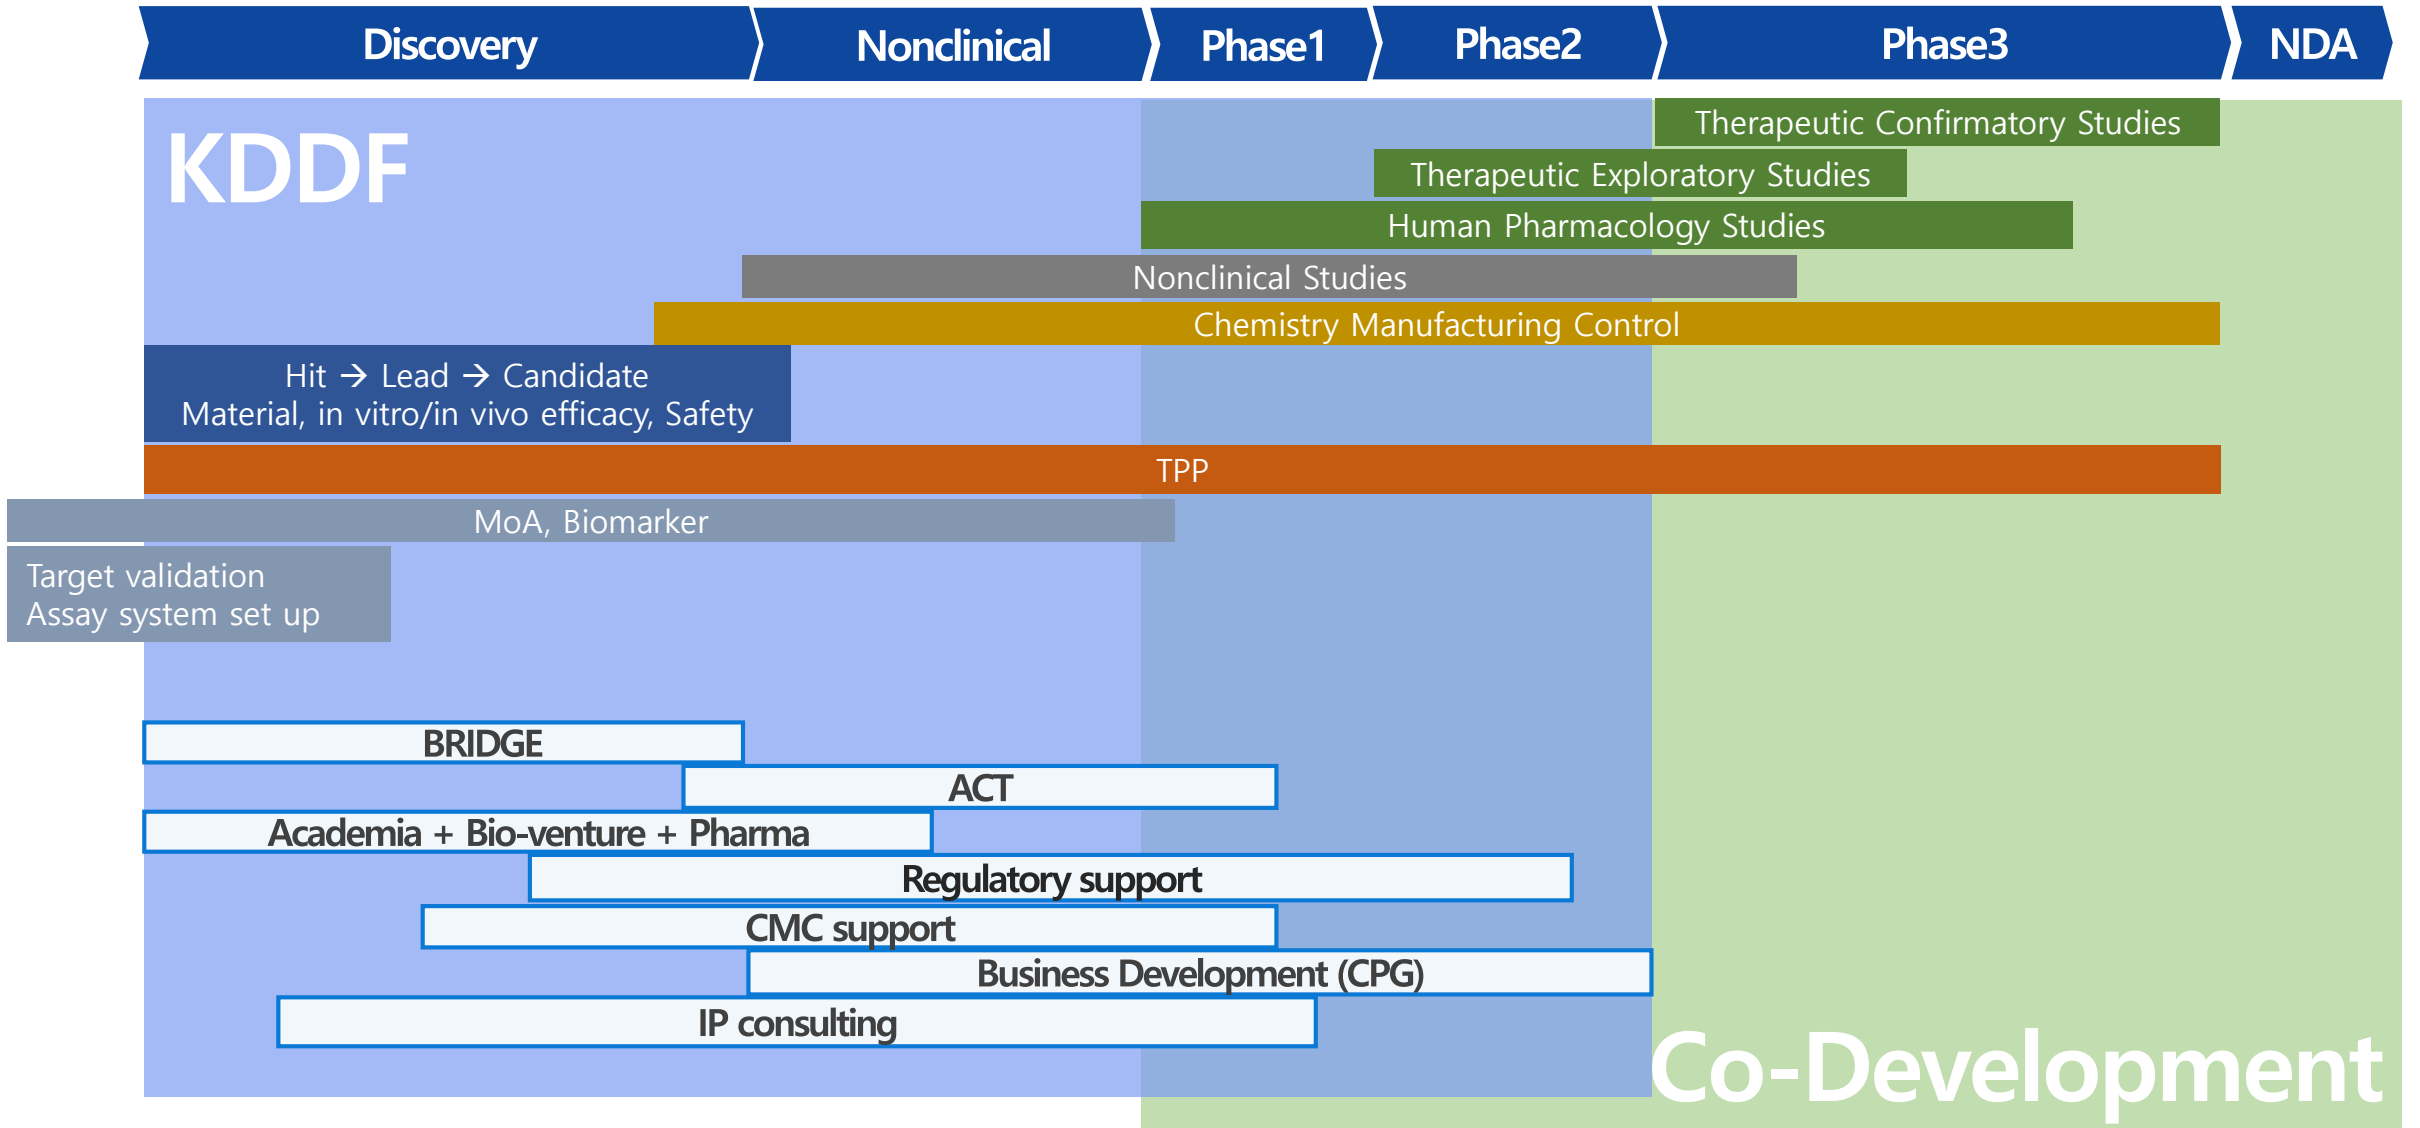 Discovery
Nonclinical
Phase1
Phase2
Phase3
NDA
KDDF
Therapeutic Confirmatory Studies
Therapeutic Exploratory Studies
Human Pharmacology Studies
Nonclinical Studies
Chemistry Manufacturing Control
Hit → Lead → Candidate
Material, in vitro/in vivo efficacy, Safety
TPP
MoA, Biomarker
Target validation
Assay system set up
BRIDGE
ACT
Academia + Bio-venture + Pharma
Regulatory support
CMC support
Business Development (CPG)
IP consulting
Co-Development